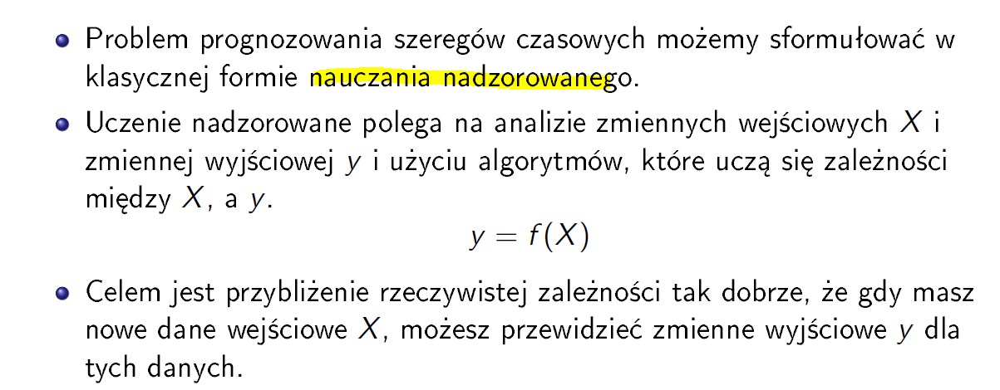 Problem prognozowania szeregów czasowych możemy sformułować w
klasycznej formie nauczania nadzorowanego.
Uczenie nadzorowane polega na analizie zmiennych wejściowych X i
zmiennej wyjściowej y i użyciu algorytmów, które uczą się zależności
między X, a y.
y = f(X)
Celem jest przybliżenie rzeczywistej zależności tak dobrze, że gdy masz
nowe dane wejściowe X, możesz przewidzieć zmienne wyjściowe y dla
tych danych.